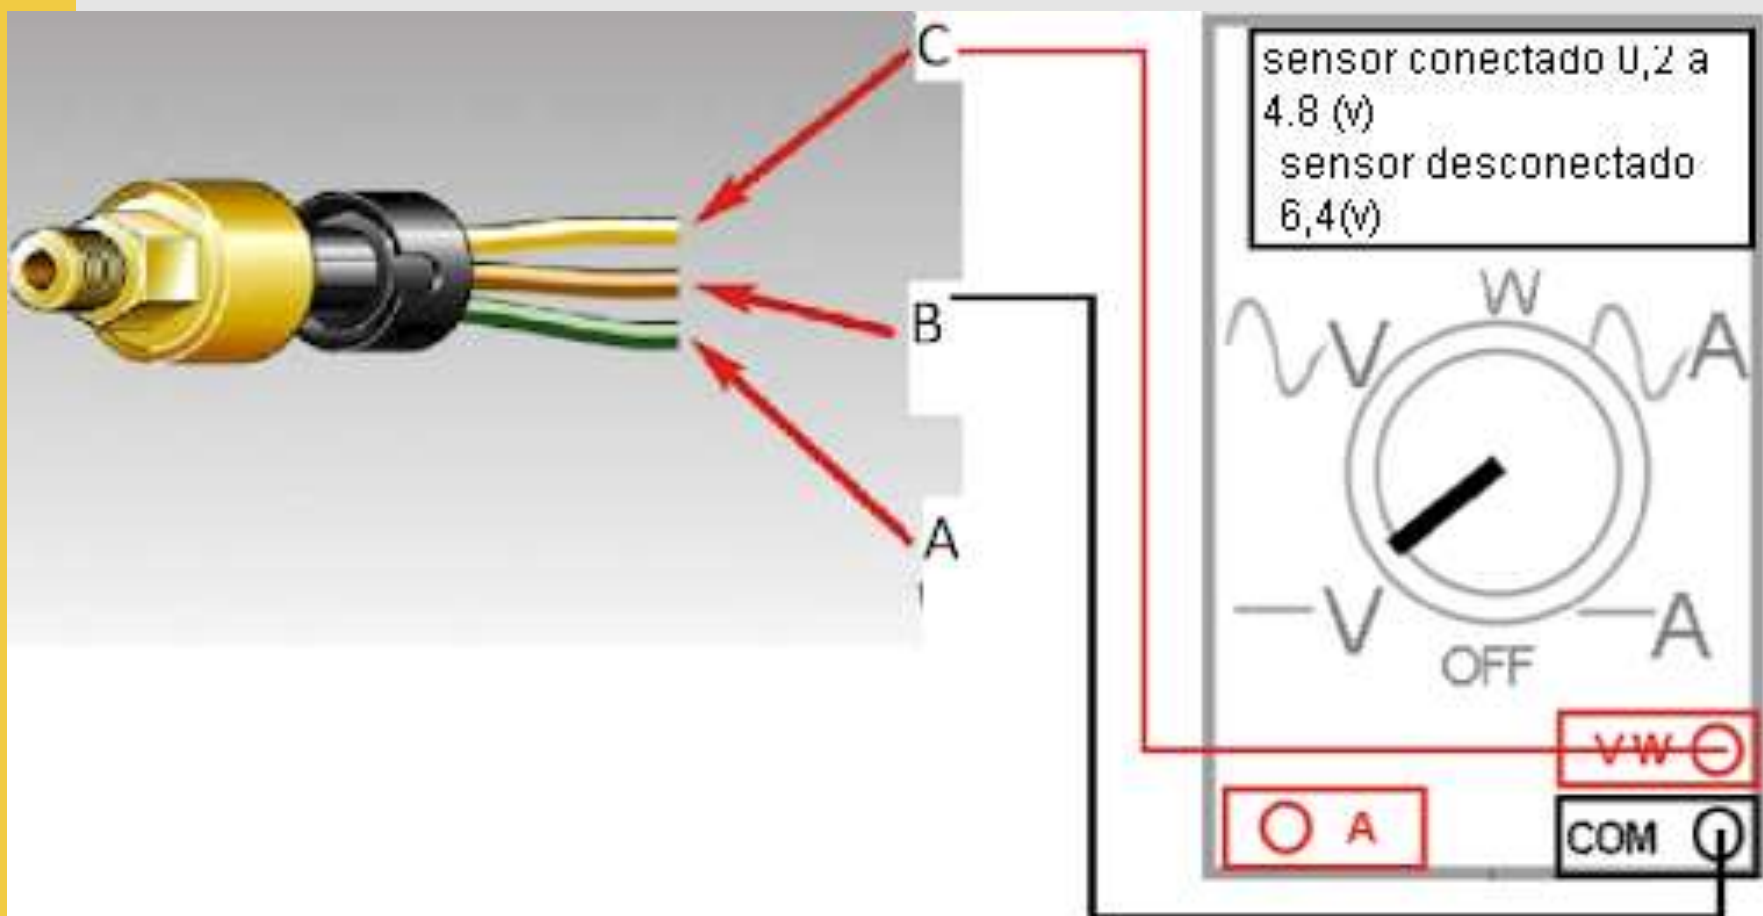 C
B
A
sensor conectado 0,2 a
4.8 (v)
sensor desconectado
6,4(v)
W
V
A
V
A
OFF
VW
A
COM